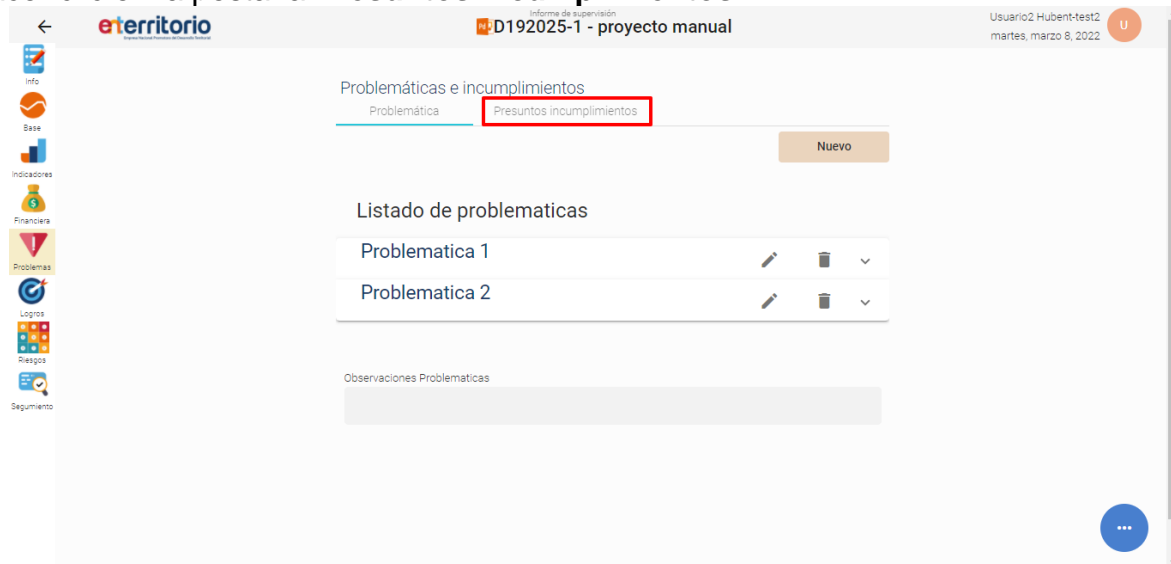 Informe de supervisión
D192025-1 - proyecto manual
Usuario2 Hubent-test2
martes, marzo 8, 2022
U
eterritorio
Info
Base
Indicadores
Financiera
Problemas
Logros
Riesgos
Segumiento
Problemáticas e incumplimientos
Problemática
Presuntos incumplimientos
Nuevo
Listado de problematicas
Problematica 1
Problematica 2
Observaciones Problematicas